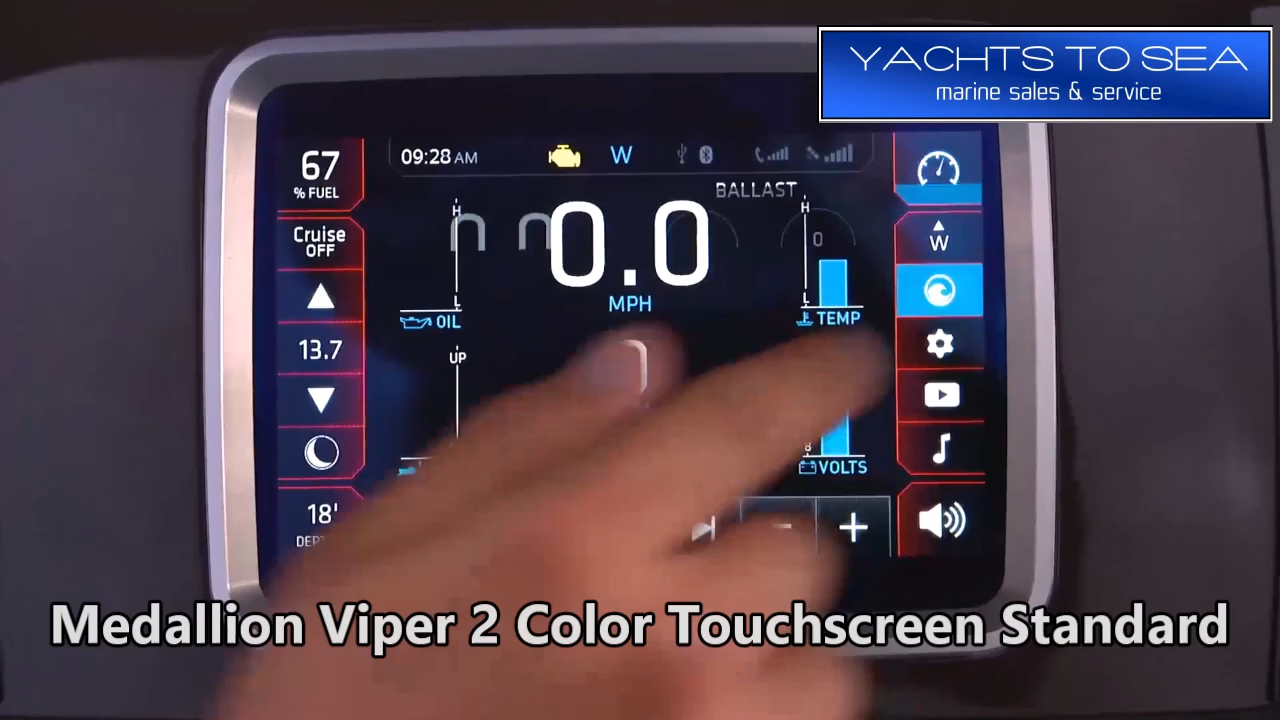 YACHTS TO SEA
marine sales & service
67
% FUEL
09:28 AM
W
BALLAST
Cruise
OFF
H
H
0.0
0
W
L
L
MPH
OIL
TEMP
13.7
UP
8
VOLTS
18'
Medallion Viper 2 Color Touchscreen Standard